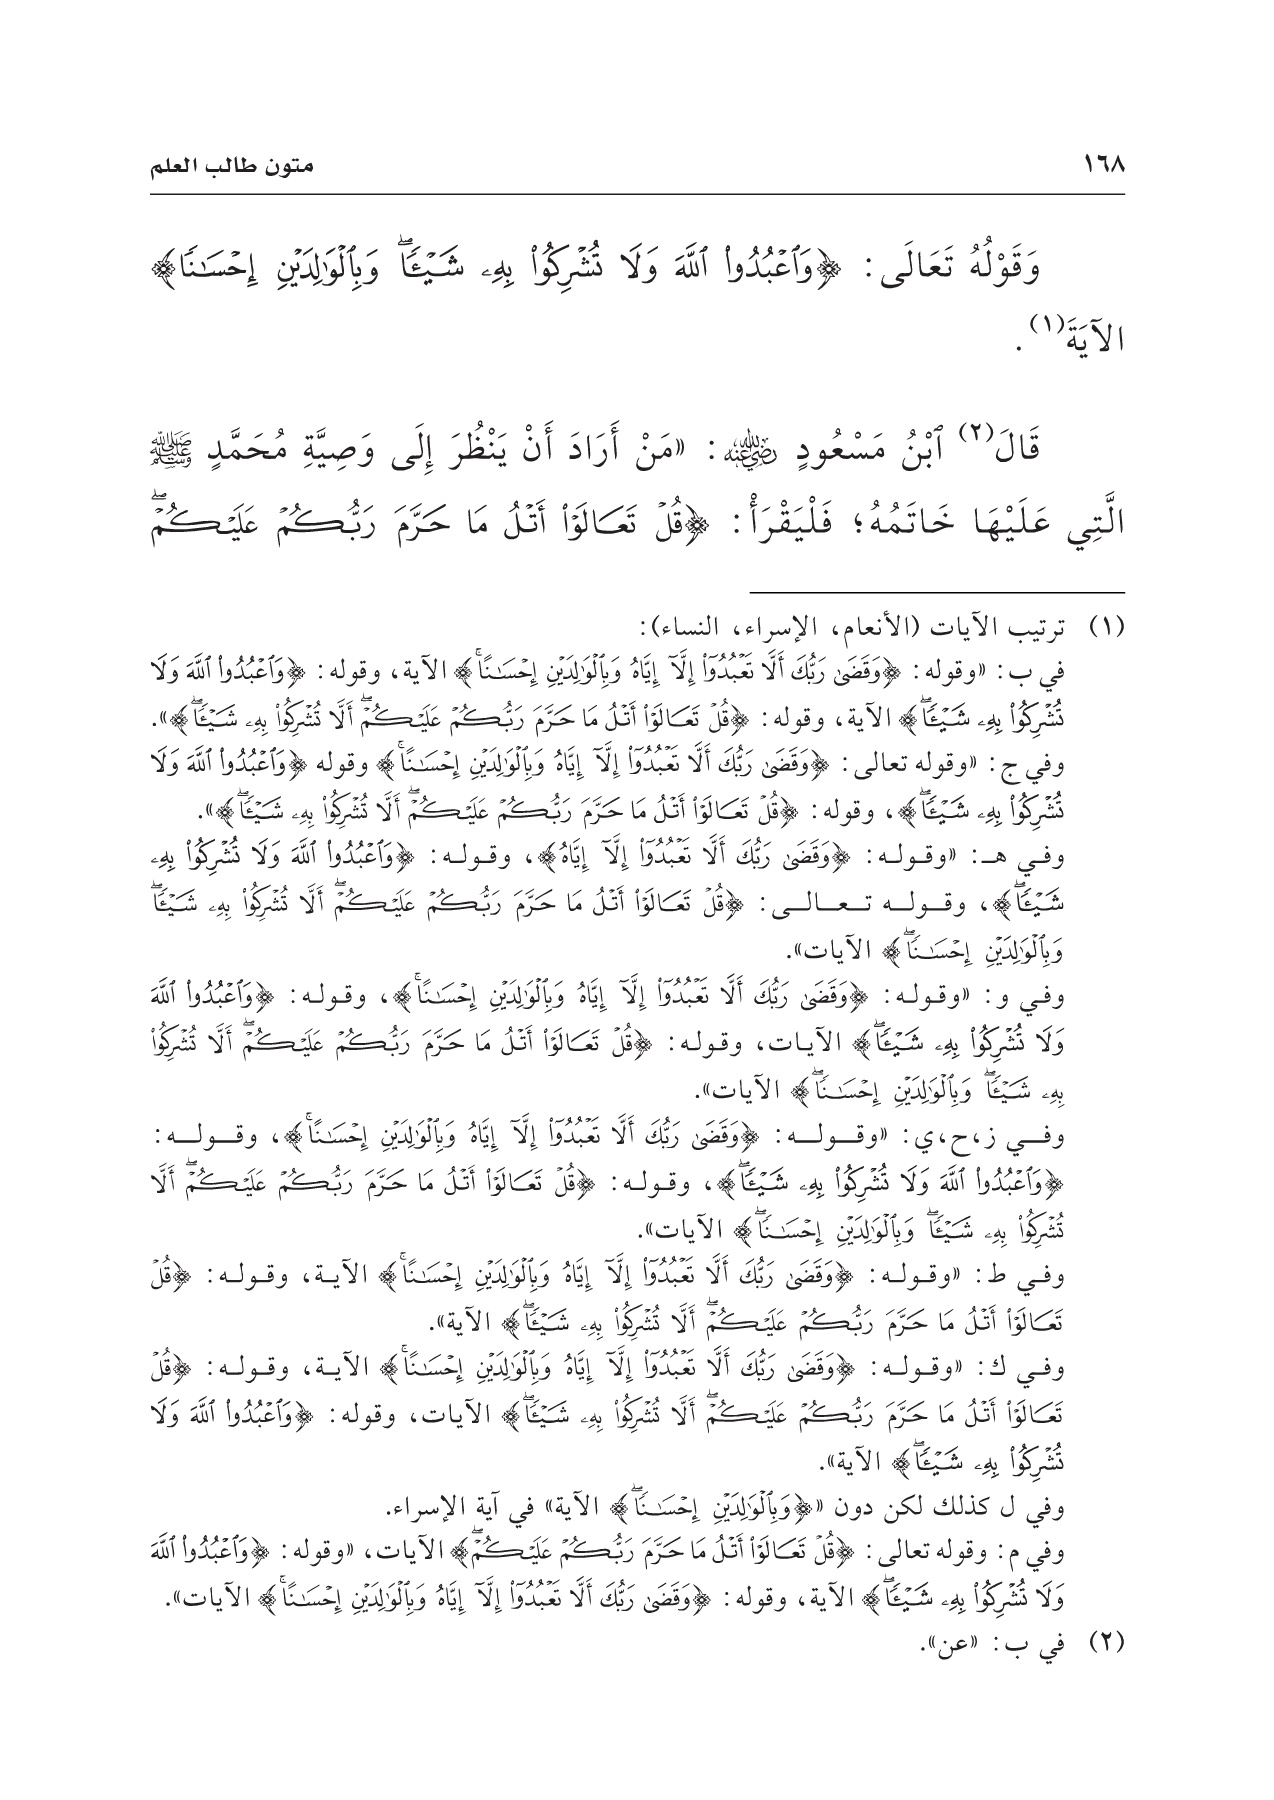 ١٦٨ متون طالب العلم
وَقَوْلُهُ تَعَالَى: ﴿وَٱعْبُدُوا۟ ٱللَّهَ وَلَا تُشْرِكُوا۟ بِهِۦ شَيْـًٔاۖ وَبِٱلْوَٰلِدَيْنِ إِحْسَـٰنًا﴾
الآيَةَ(١).
قَالَ(٢) ٱبْنُ مَسْعُودٍ رضي الله عنه: «مَنْ أَرَادَ أَنْ يَنْظُرَ إِلَى وَصِيَّةِ مُحَمَّدٍ ﷺ
الَّتِي عَلَيْهَا خَاتَمُهُ؛ فَلْيَقْرَأْ: ﴿قُلْ تَعَالَوْا۟ أَتْلُ مَا حَرَّمَ رَبُّكُمْ عَلَيْكُمْۖ
(١) ترتيب الآيات (الأنعام، الإسراء، النساء):
في ب: «وقوله: ﴿وَقَضَىٰ رَبُّكَ أَلَّا تَعْبُدُوٓا۟ إِلَّآ إِيَّاهُ وَبِٱلْوَٰلِدَيْنِ إِحْسَـٰنًاۚ﴾ الآية، وقوله: ﴿وَٱعْبُدُوا۟ ٱللَّهَ وَلَا
تُشْرِكُوا۟ بِهِۦ شَيْـًٔاۖ﴾ الآية، وقوله: ﴿قُلْ تَعَالَوْا۟ أَتْلُ مَا حَرَّمَ رَبُّكُمْ عَلَيْكُمْۖ أَلَّا تُشْرِكُوا۟ بِهِۦ شَيْـًٔاۖ﴾».
وفي ج: «وقوله تعالى: ﴿وَقَضَىٰ رَبُّكَ أَلَّا تَعْبُدُوٓا۟ إِلَّآ إِيَّاهُ وَبِٱلْوَٰلِدَيْنِ إِحْسَـٰنًاۚ﴾ وقوله ﴿وَٱعْبُدُوا۟ ٱللَّهَ وَلَا
تُشْرِكُوا۟ بِهِۦ شَيْـًٔاۖ﴾، وقوله: ﴿قُلْ تَعَالَوْا۟ أَتْلُ مَا حَرَّمَ رَبُّكُمْ عَلَيْكُمْۖ أَلَّا تُشْرِكُوا۟ بِهِۦ شَيْـًٔاۖ﴾».
وفي هـ: «وقوله: ﴿وَقَضَىٰ رَبُّكَ أَلَّا تَعْبُدُوٓا۟ إِلَّآ إِيَّاهُ﴾، وقوله: ﴿وَٱعْبُدُوا۟ ٱللَّهَ وَلَا تُشْرِكُوا۟ بِهِۦ
شَيْـًٔاۖ﴾، وقوله تعالى: ﴿قُلْ تَعَالَوْا۟ أَتْلُ مَا حَرَّمَ رَبُّكُمْ عَلَيْكُمْۖ أَلَّا تُشْرِكُوا۟ بِهِۦ شَيْـًٔاۖ
وَبِٱلْوَٰلِدَيْنِ إِحْسَـٰنًاۖ﴾ الآيات».
وفي و: «وقوله: ﴿وَقَضَىٰ رَبُّكَ أَلَّا تَعْبُدُوٓا۟ إِلَّآ إِيَّاهُ وَبِٱلْوَٰلِدَيْنِ إِحْسَـٰنًاۚ﴾، وقوله: ﴿وَٱعْبُدُوا۟ ٱللَّهَ
وَلَا تُشْرِكُوا۟ بِهِۦ شَيْـًٔاۖ﴾ الآيات، وقوله: ﴿قُلْ تَعَالَوْا۟ أَتْلُ مَا حَرَّمَ رَبُّكُمْ عَلَيْكُمْۖ أَلَّا تُشْرِكُوا۟
بِهِۦ شَيْـًٔاۖ وَبِٱلْوَٰلِدَيْنِ إِحْسَـٰنًاۖ﴾ الآيات».
وفي ز،ح،ي: «وقوله: ﴿وَقَضَىٰ رَبُّكَ أَلَّا تَعْبُدُوٓا۟ إِلَّآ إِيَّاهُ وَبِٱلْوَٰلِدَيْنِ إِحْسَـٰنًاۚ﴾، وقوله:
﴿وَٱعْبُدُوا۟ ٱللَّهَ وَلَا تُشْرِكُوا۟ بِهِۦ شَيْـًٔاۖ﴾، وقوله: ﴿قُلْ تَعَالَوْا۟ أَتْلُ مَا حَرَّمَ رَبُّكُمْ عَلَيْكُمْۖ أَلَّا
تُشْرِكُوا۟ بِهِۦ شَيْـًٔاۖ وَبِٱلْوَٰلِدَيْنِ إِحْسَـٰنًاۖ﴾ الآيات».
وفي ط: «وقوله: ﴿وَقَضَىٰ رَبُّكَ أَلَّا تَعْبُدُوٓا۟ إِلَّآ إِيَّاهُ وَبِٱلْوَٰلِدَيْنِ إِحْسَـٰنًاۚ﴾ الآية، وقوله: ﴿قُلْ
تَعَالَوْا۟ أَتْلُ مَا حَرَّمَ رَبُّكُمْ عَلَيْكُمْۖ أَلَّا تُشْرِكُوا۟ بِهِۦ شَيْـًٔاۖ﴾ الآية».
وفي ك: «وقوله: ﴿وَقَضَىٰ رَبُّكَ أَلَّا تَعْبُدُوٓا۟ إِلَّآ إِيَّاهُ وَبِٱلْوَٰلِدَيْنِ إِحْسَـٰنًاۚ﴾ الآية، وقوله: ﴿قُلْ
تَعَالَوْا۟ أَتْلُ مَا حَرَّمَ رَبُّكُمْ عَلَيْكُمْۖ أَلَّا تُشْرِكُوا۟ بِهِۦ شَيْـًٔاۖ﴾ الآيات، وقوله: ﴿وَٱعْبُدُوا۟ ٱللَّهَ وَلَا
تُشْرِكُوا۟ بِهِۦ شَيْـًٔاۖ﴾ الآية».
وفي ل كذلك لكن دون «﴿وَبِٱلْوَٰلِدَيْنِ إِحْسَـٰنًاۖ﴾ الآية» في آية الإسراء.
وفي م: وقوله تعالى: ﴿قُلْ تَعَالَوْا۟ أَتْلُ مَا حَرَّمَ رَبُّكُمْ عَلَيْكُمْۖ﴾ الآيات، «وقوله: ﴿وَٱعْبُدُوا۟ ٱللَّهَ
وَلَا تُشْرِكُوا۟ بِهِۦ شَيْـًٔاۖ﴾ الآية، وقوله: ﴿وَقَضَىٰ رَبُّكَ أَلَّا تَعْبُدُوٓا۟ إِلَّآ إِيَّاهُ وَبِٱلْوَٰلِدَيْنِ إِحْسَـٰنًاۚ﴾ الآيات».
(٢) في ب: «عن».